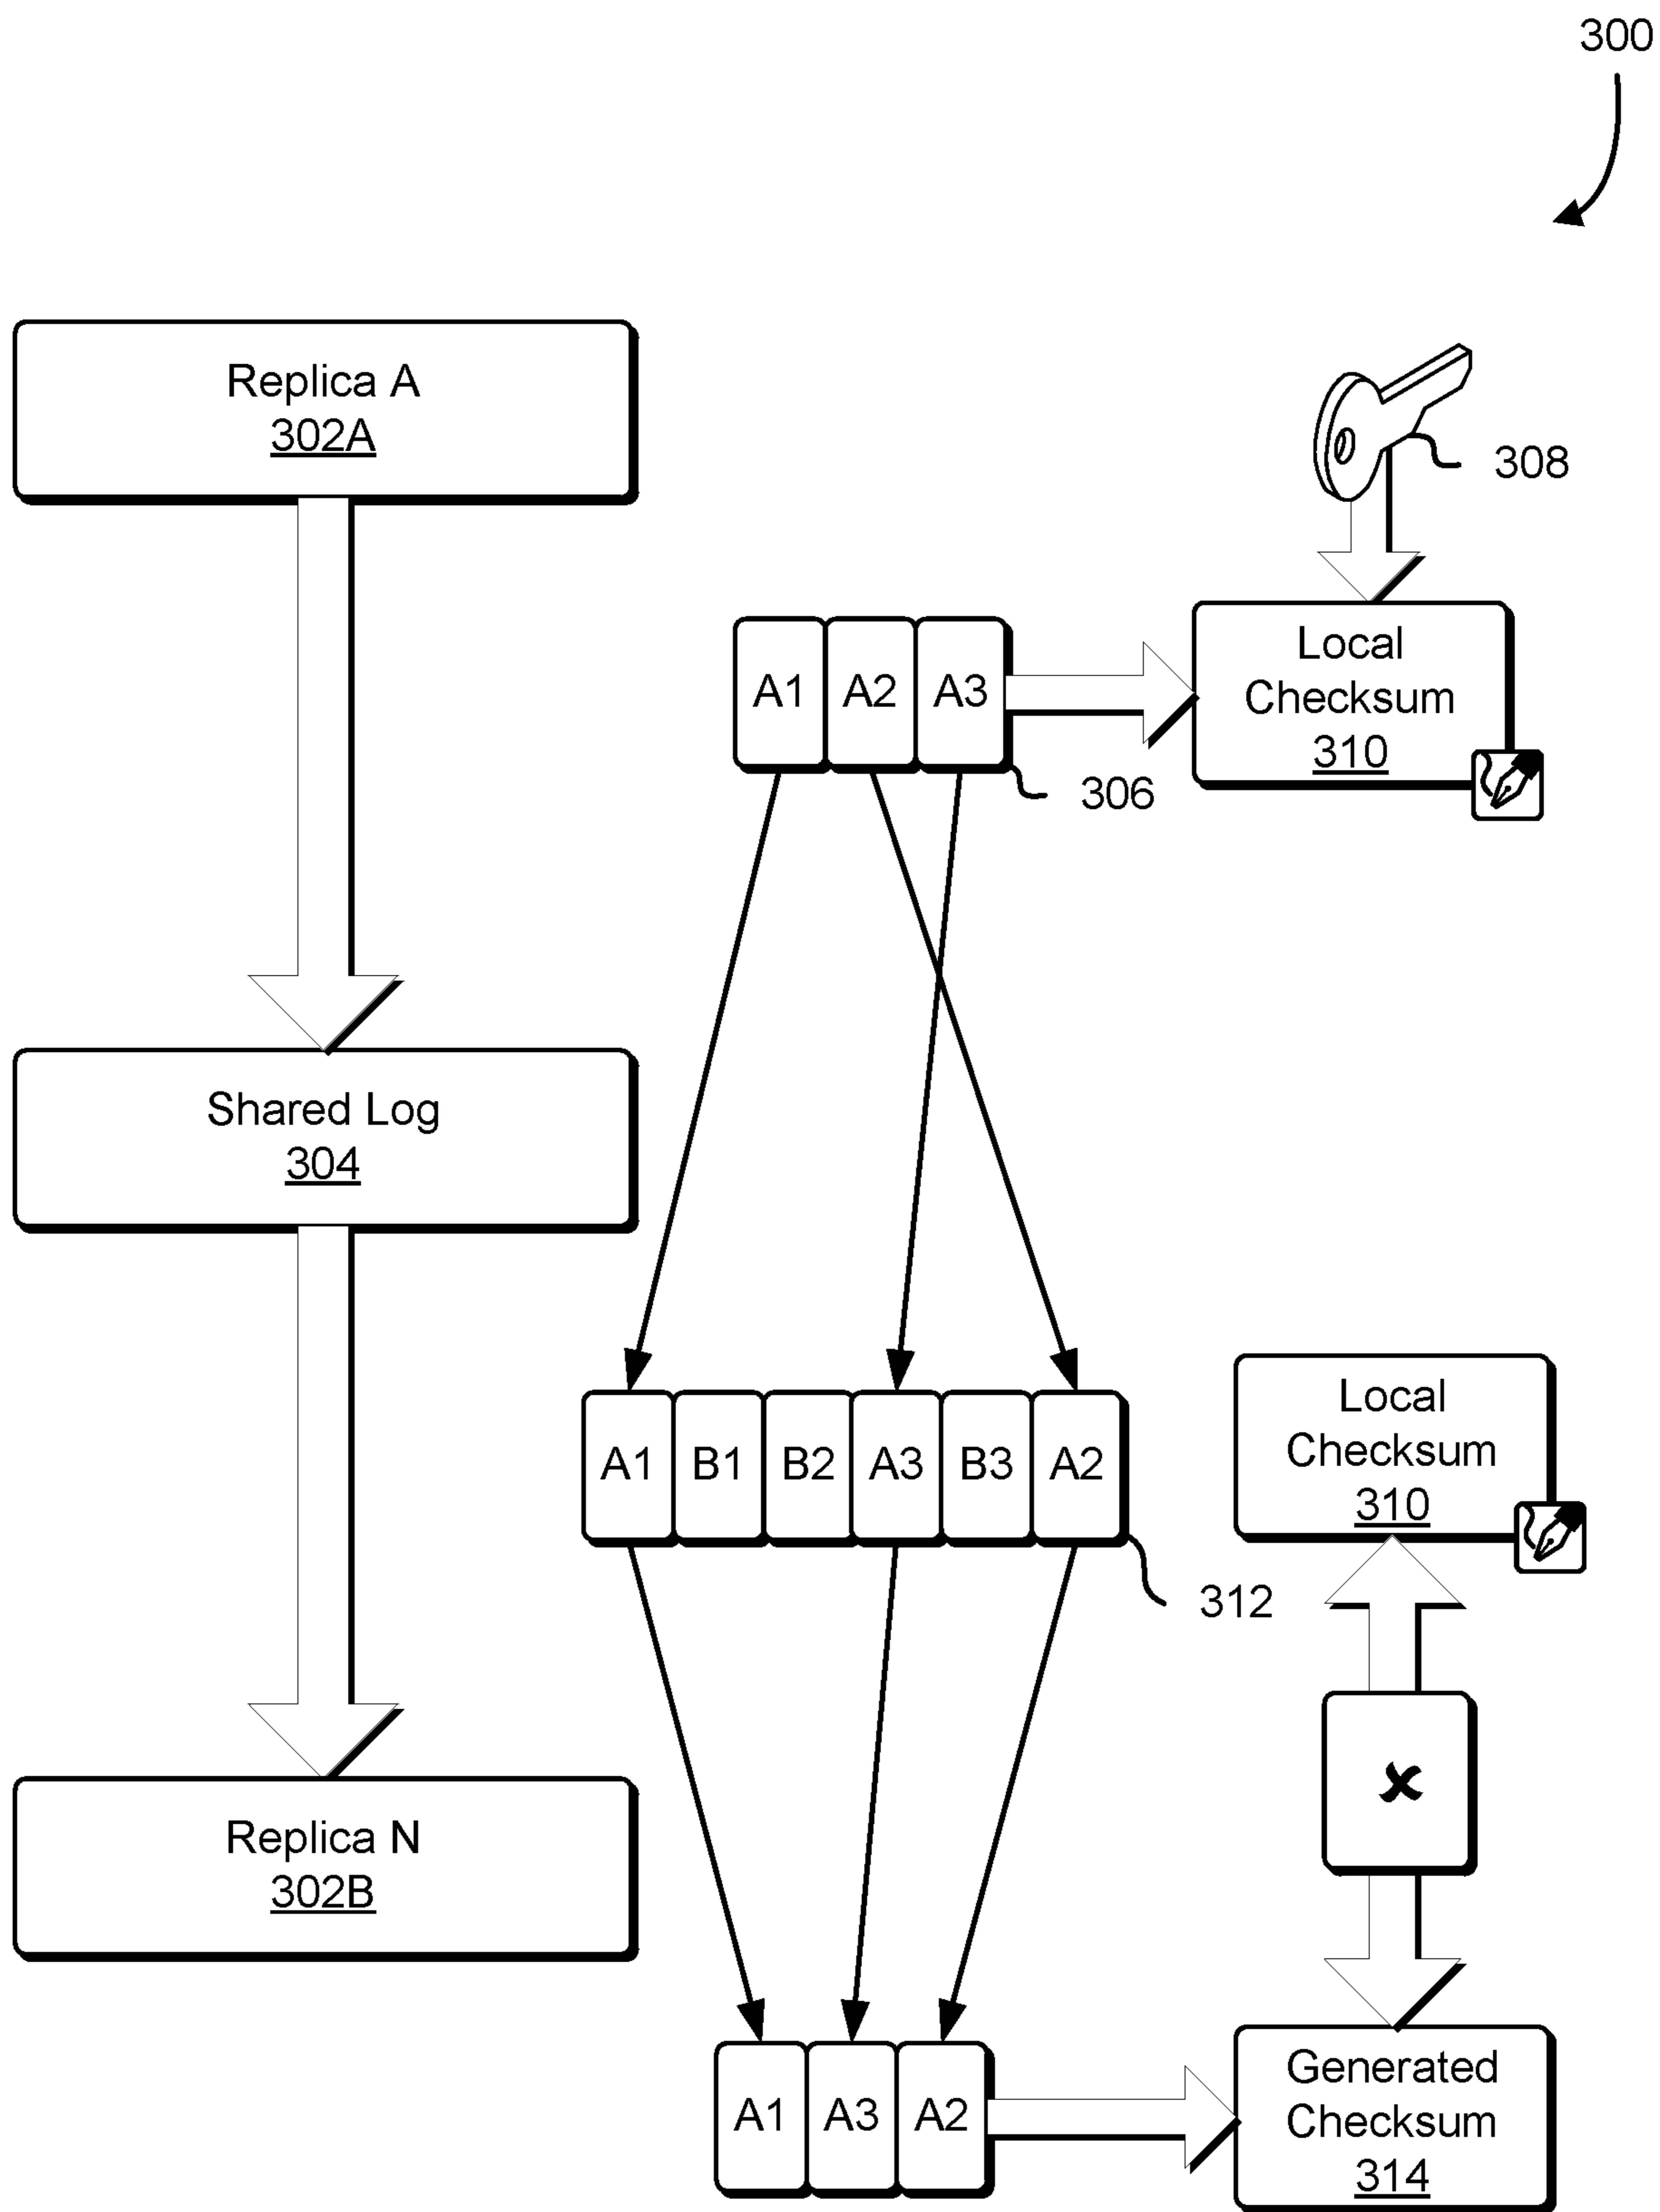 300
Replica A
302A
308
Local
Checksum
310
A1 A2 A3
306
Shared Log
304
A1 B1 B2 A3 B3 A2
312
Local
Checksum
310
Replica N
302B
A1 A3 A2
Generated
Checksum
314